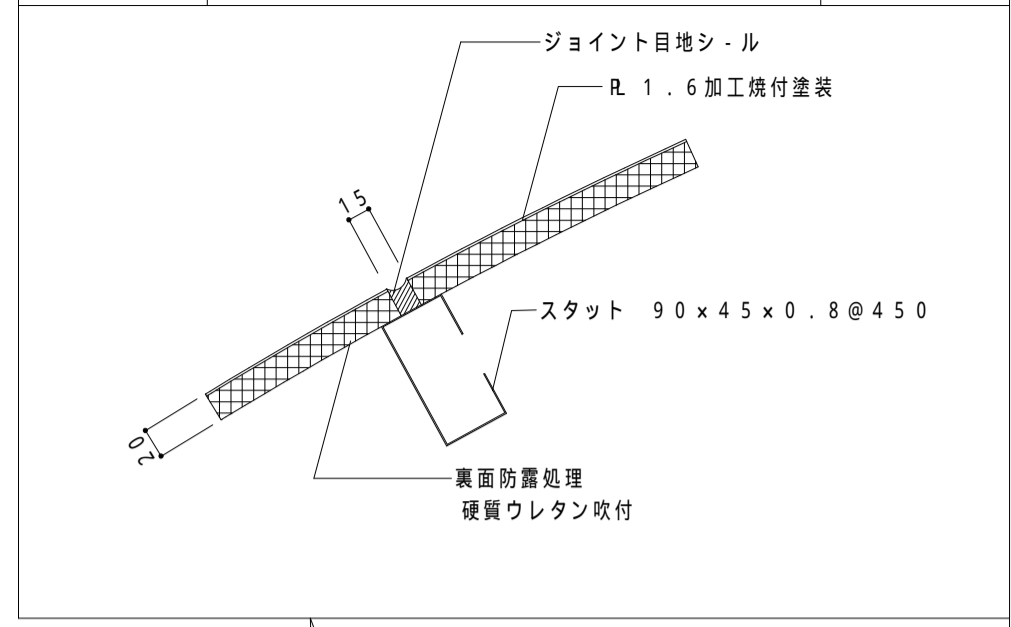 ジョイント目地シ-ル
PL 1.6加工焼付塗装
15
スタット 90×45×0.8@450
20
裏面防露処理
硬質ウレタン吹付